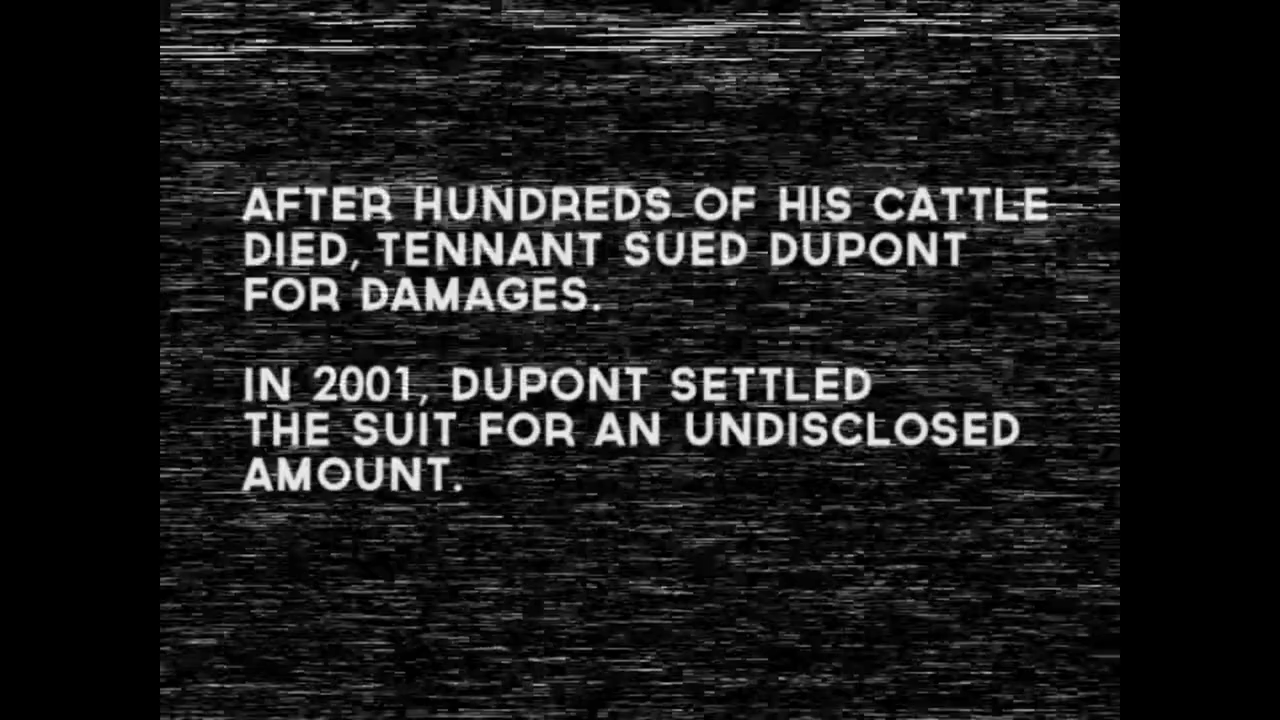 AFTER HUNDREDS OF HIS CATTLE
DIED, TENNANT SUED DUPONT
FOR DAMAGES.
IN 2001, DUPONT SETTLED
THE SUIT FOR AN UNDISCLOSED
AMOUNT.